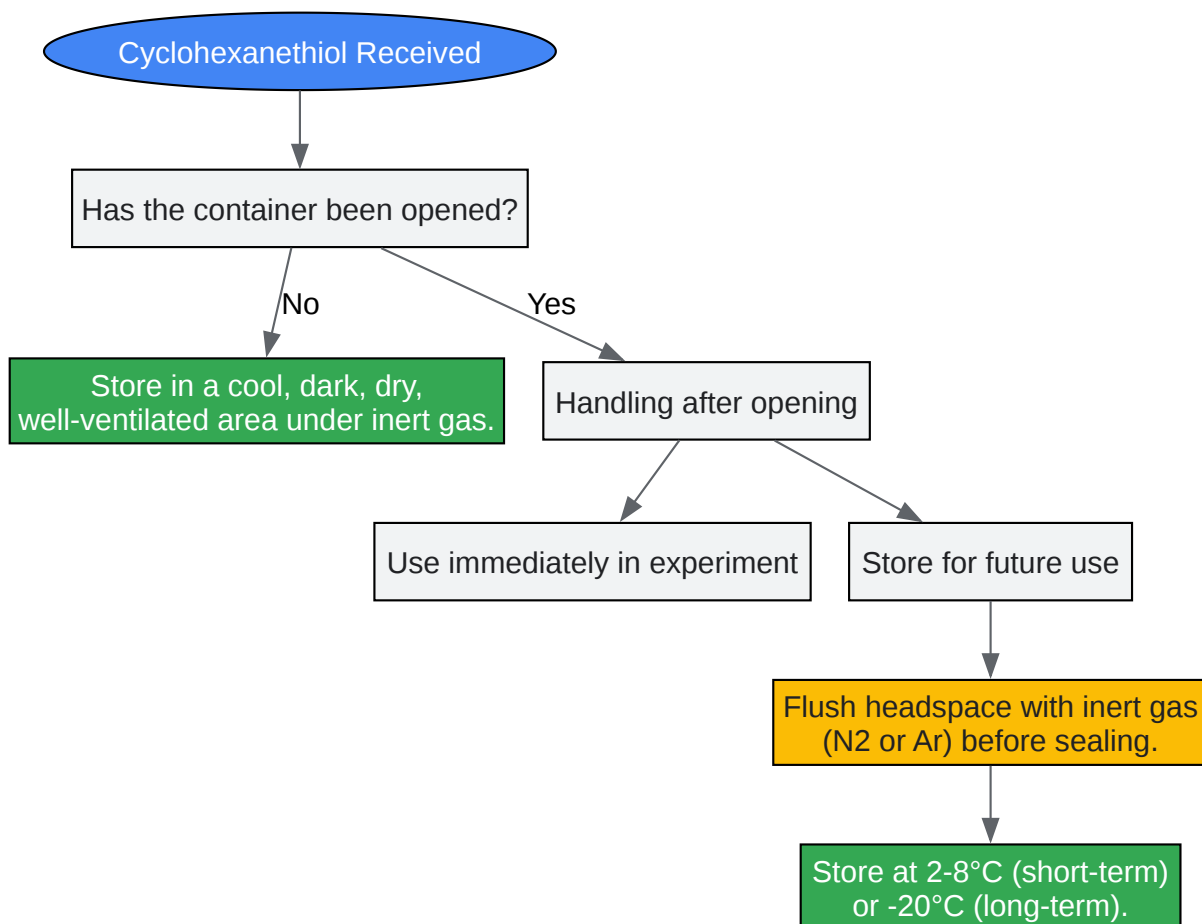 Cyclohexanethiol Received
Has the container been opened?
No
Yes
Store in a cool, dark, dry,
well-ventilated area under inert gas.
Handling after opening
Use immediately in experiment
Store for future use
Flush headspace with inert gas
(N2 or Ar) before sealing.
Store at 2-8°C (short-term)
or -20°C (long-term).